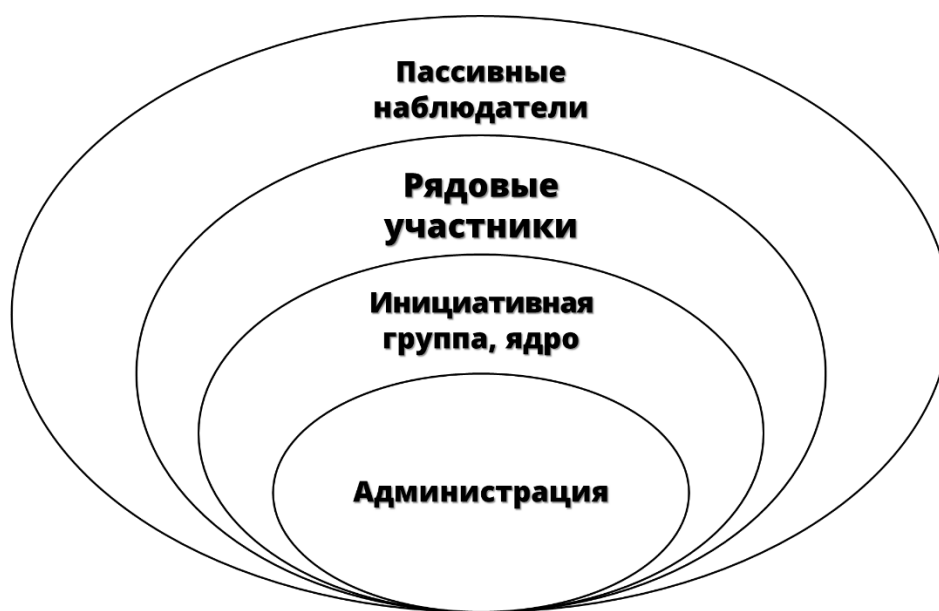 Пассивные
наблюдатели
Рядовые
участники
Инициативная
группа, ядро
Администрация